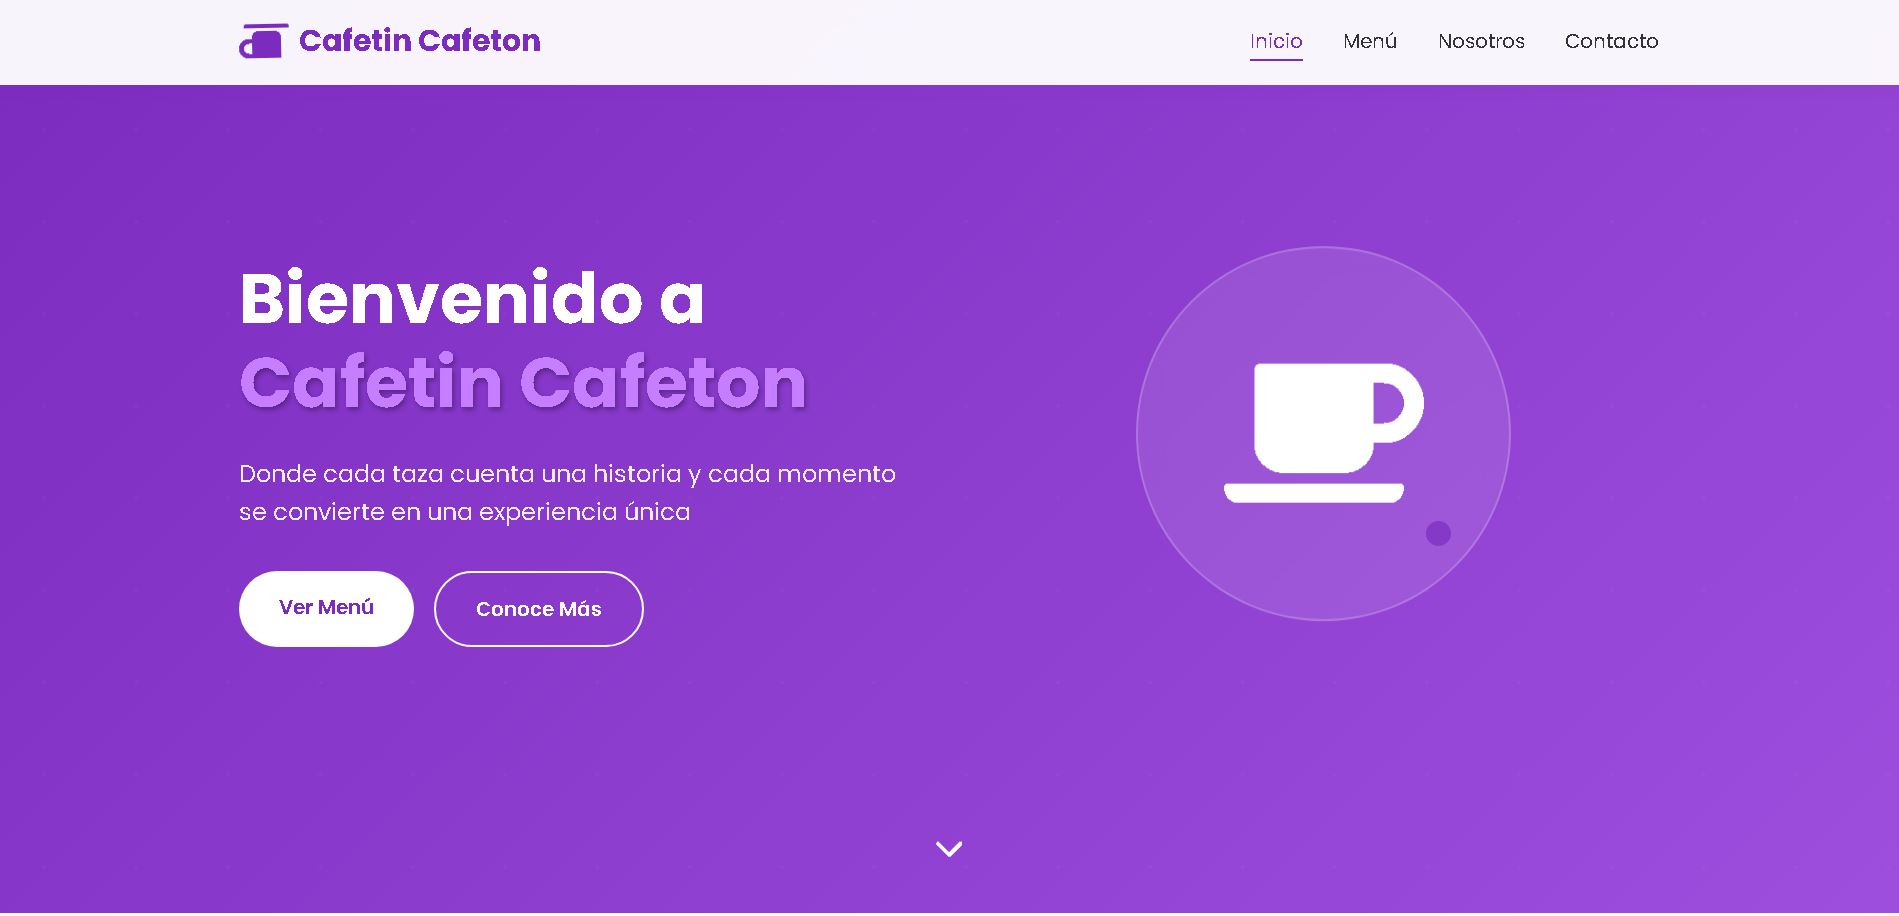 Cafetin Cafeton
Inicio
Menú
Nosotros
Contacto
Bienvenido a
Cafetin Cafeton
Donde cada taza cuenta una historia y cada momento
se convierte en una experiencia única
Ver Menú
Conoce Más